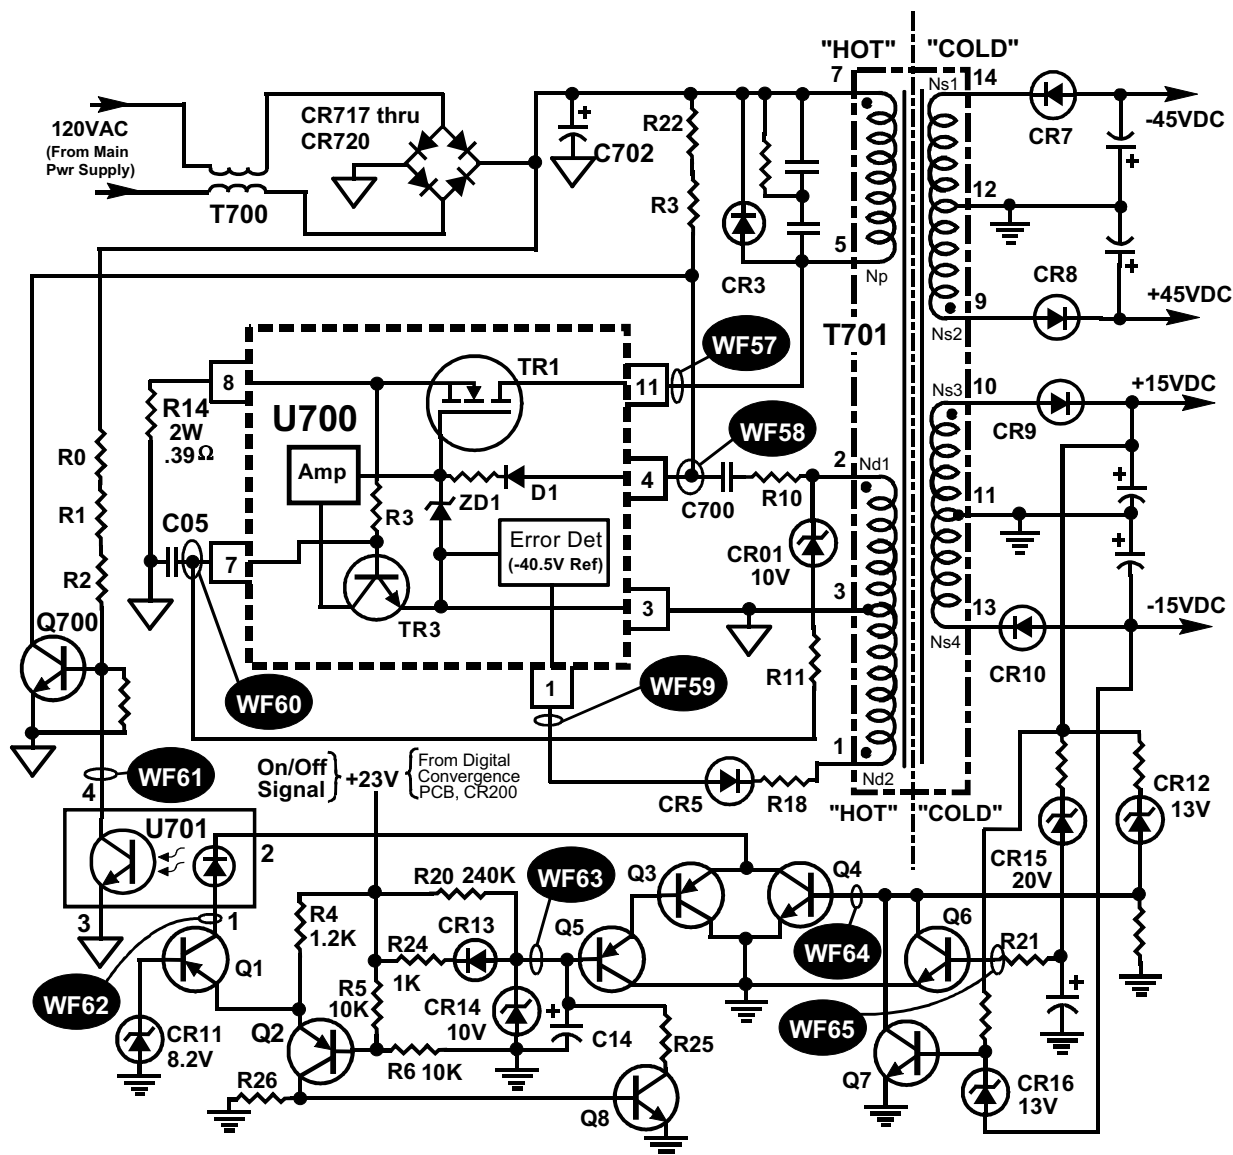 "HOT"
"COLD"
7
14
Ns1
120VAC
(From Main
Pwr Supply)
CR717 thru
CR720
T700
C702
+
R22
R3
CR3
5
Np
CR7
-45VDC
+
12
+
CR8
9
+45VDC
Ns2
T701
8
R14
2W
.39Ω
U700
TR1
11
WF57
Ns3
10
+15VDC
CR9
R0
R1
R2
Amp
R3
ZD1
D1
4
WF58
C700
R10
2
Nd1
11
+
+
C05
7
Error Det
(-40.5V Ref)
CR01
10V
TR3
3
3
13
-15VDC
Ns4
CR10
Q700
WF60
1
WF59
R11
1
Nd2
WF61
4
On/Off
Signal
+23V
From Digital
Convergence
PCB, CR200
CR5
R18
"HOT"
"COLD"
CR12
13V
U701
2
3
1
R20
240K
WF63
Q3
Q4
CR15
20V
R4
1.2K
R24
1K
CR13
Q5
WF64
Q6
R21
Q1
WF62
R5
10K
CR14
10V
+
C14
WF65
+
CR11
8.2V
Q2
R6
10K
R25
Q7
CR16
13V
R26
Q8